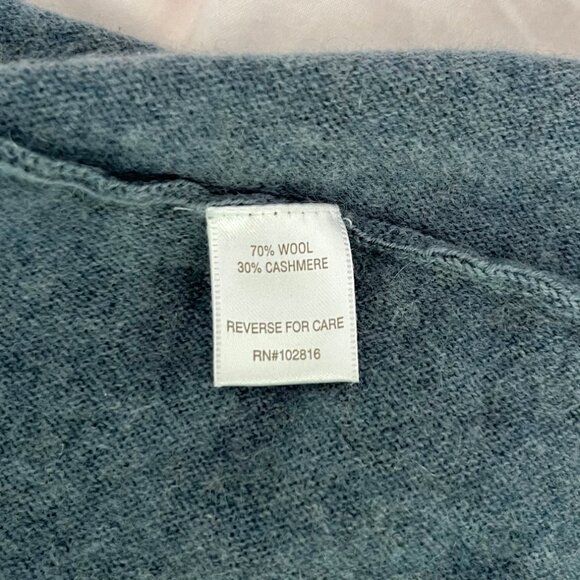 70% WOOL
30% CASHMERE
REVERSE FOR CARE
RN#102816